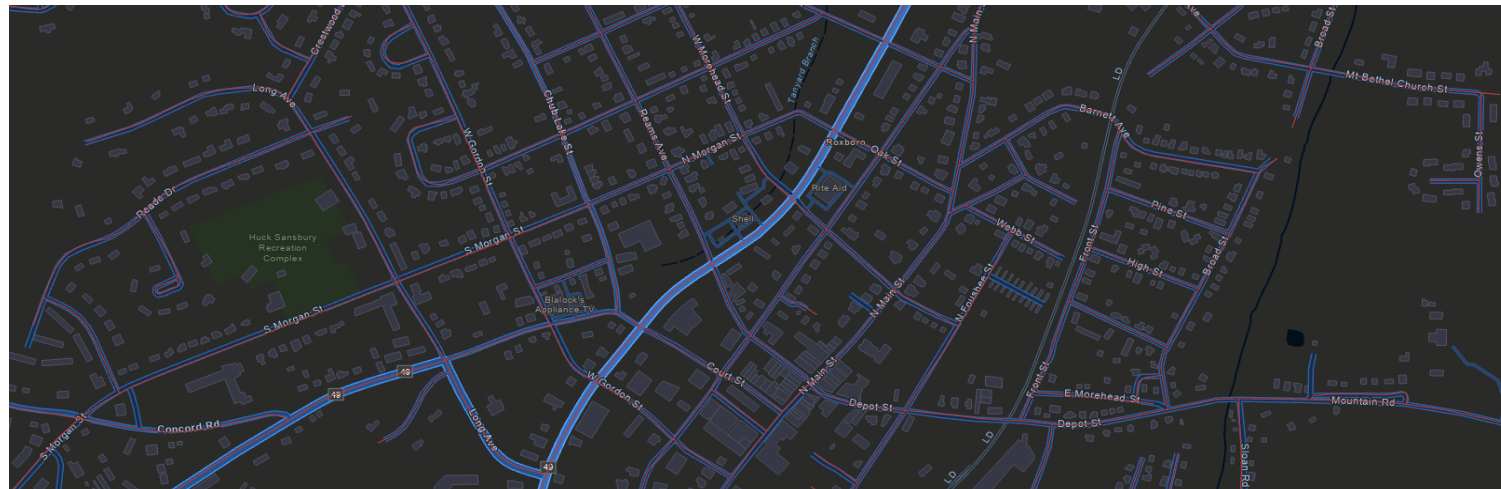 Crestwood
N Main S
Ave
Broad St
Long Ave
W Morehead St
Tanyard Branch
LD
Mt Bethel Church St
Chub Lake St
Reams Ave
Barnett Ave
W Gordon St
N Morgan St
Roxboro
Oak St
Owens St
Reade Dr
Rite Aid
Pine St
Shell
Webb St
Front St
Broad St
Huck Sansbury
Recreation
Complex
S Morgan St
High St
Blalock's
Appliance TV
N Main St
N Foushee St
S Morgan St
49
49
W Gordon St
Court St
N Main St
Front St
E Morehead St
Depot St
Mountain Rd
Concord Rd
Long Ave
Depot St
S Morgan St
LD
Sloan Rd
49
LD